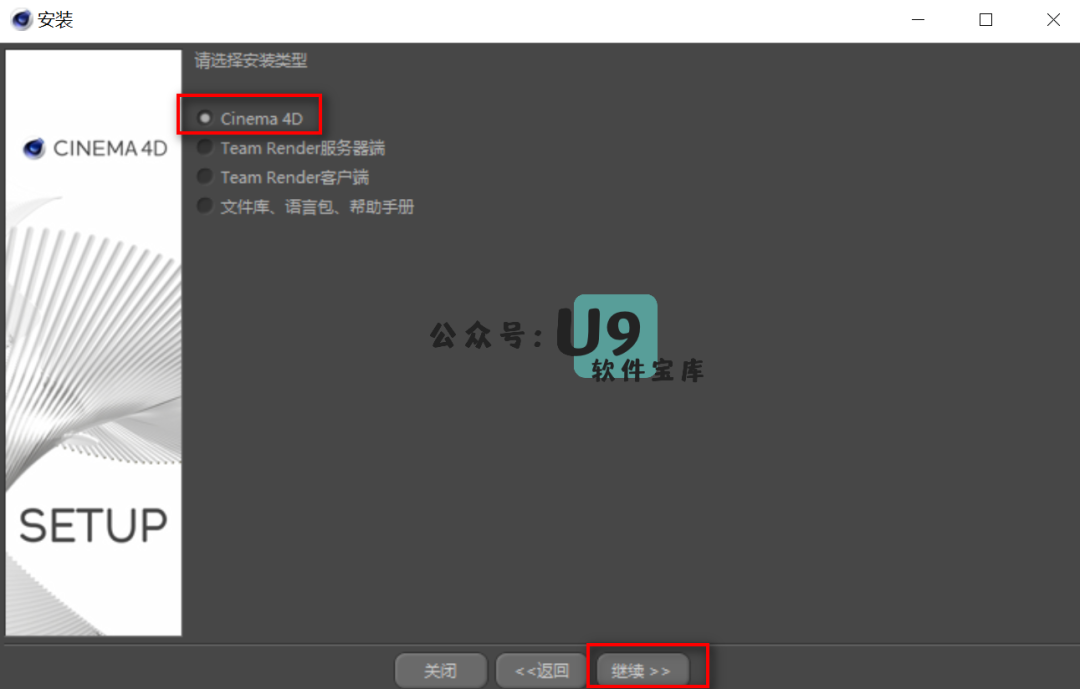 安装
请选择安装类型
Cinema 4D
CINEMA 4D
Team Render服务器端
Team Render客户端
文件库、语言包、帮助手册
公众号：U9
软件宝库
SETUP
关闭
<<返回
继续 >>